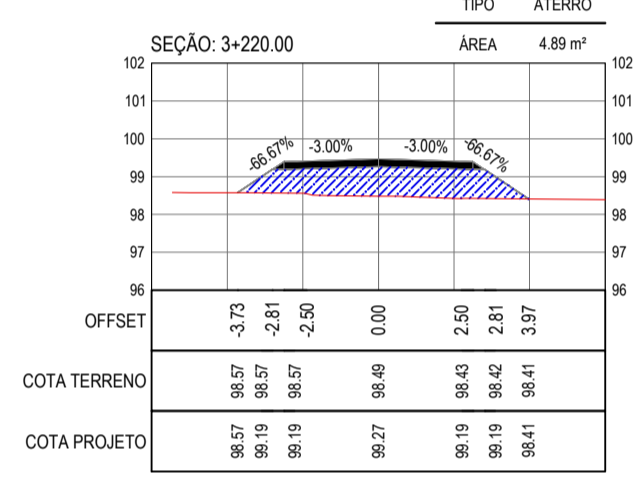 TIPO ATERRO
SEÇÃO: 3+220.00 ÁREA 4.89 m²
102 102
101 101
100 100
-66.67% -3.00% -3.00% -66.67%
99 99
98 98
97 97
96 96
OFFSET -3.73 -2.81 -2.50 0.00 2.50 2.81 3.97
COTA TERRENO 98.57 98.57 98.57 98.49 98.43 98.42 98.41
COTA PROJETO 98.57 99.19 99.19 99.27 99.19 99.19 98.41